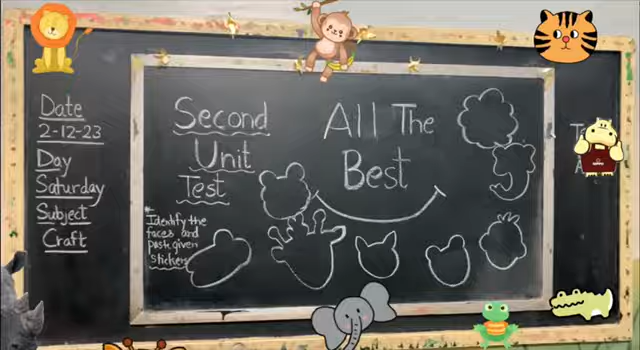 Date
2-12-23
Day
Saturday
Subject
Craft
Second
Unit
Test
Identify the
faces and
paste given
stickers
All The
Best